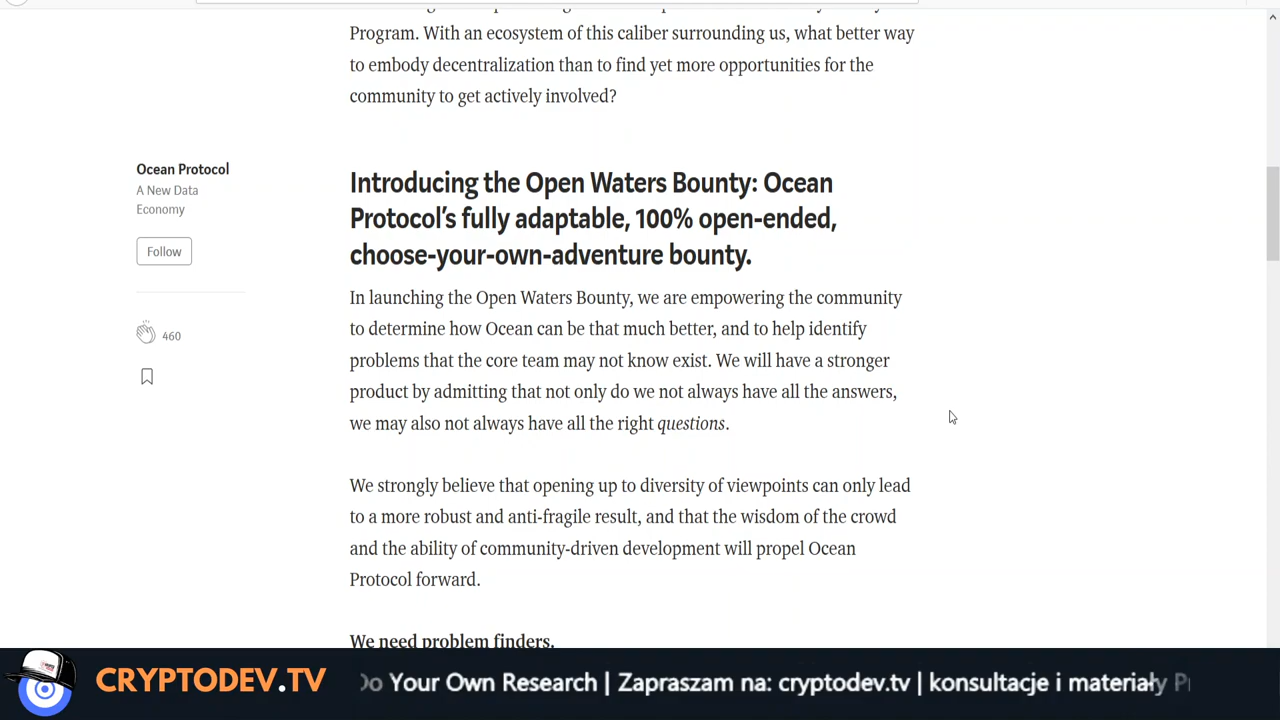 Program. With an ecosystem of this caliber surrounding us, what better way
to embody decentralization than to find yet more opportunities for the
community to get actively involved?
Ocean Protocol
A New Data
Economy
Follow
460
Introducing the Open Waters Bounty: Ocean
Protocol’s fully adaptable, 100% open-ended,
choose-your-own-adventure bounty.
In launching the Open Waters Bounty, we are empowering the community
to determine how Ocean can be that much better, and to help identify
problems that the core team may not know exist. We will have a stronger
product by admitting that not only do we not always have all the answers,
we may also not always have all the right questions.
We strongly believe that opening up to diversity of viewpoints can only lead
to a more robust and anti-fragile result, and that the wisdom of the crowd
and the ability of community-driven development will propel Ocean
Protocol forward.
We need problem finders.
CRYPTODEV.TV
Do Your Own Research | Zapraszam na: cryptodev.tv | konsultacje i materiały